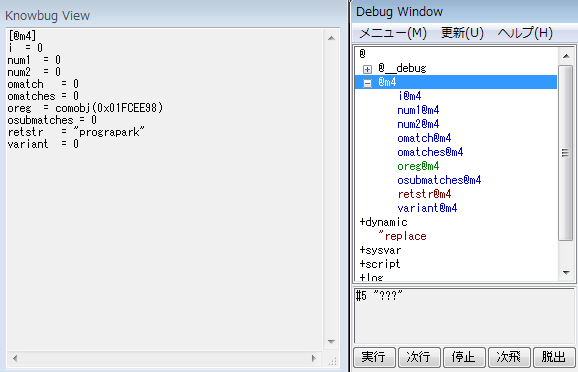 Knowbug View
[@m4]
i  = 0
num1  = 0
num2  = 0
omatch   = 0
omatches = 0
oreg  = comobj(0x01FCEE98)
osubmatches = 0
retstr   = "prograpark"
variant  = 0
Debug Window
メニュー(M)  更新(U)  ヘルプ(H)
@
@__debug
@m4
i@m4
num1@m4
num2@m4
omatch@m4
omatches@m4
oreg@m4
osubmatches@m4
retstr@m4
variant@m4
+dynamic
"replace
+sysvar
+script
+log
#5 "???"
実行 次行 停止 次飛 脱出